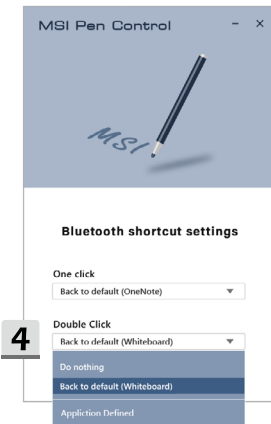 MSI Pen Control
MSI
Bluetooth shortcut settings
One click
Back to default (OneNote)
4
Double Click
Back to default (Whiteboard)
Do nothing
Back to default (Whiteboard)
Appliction Defined